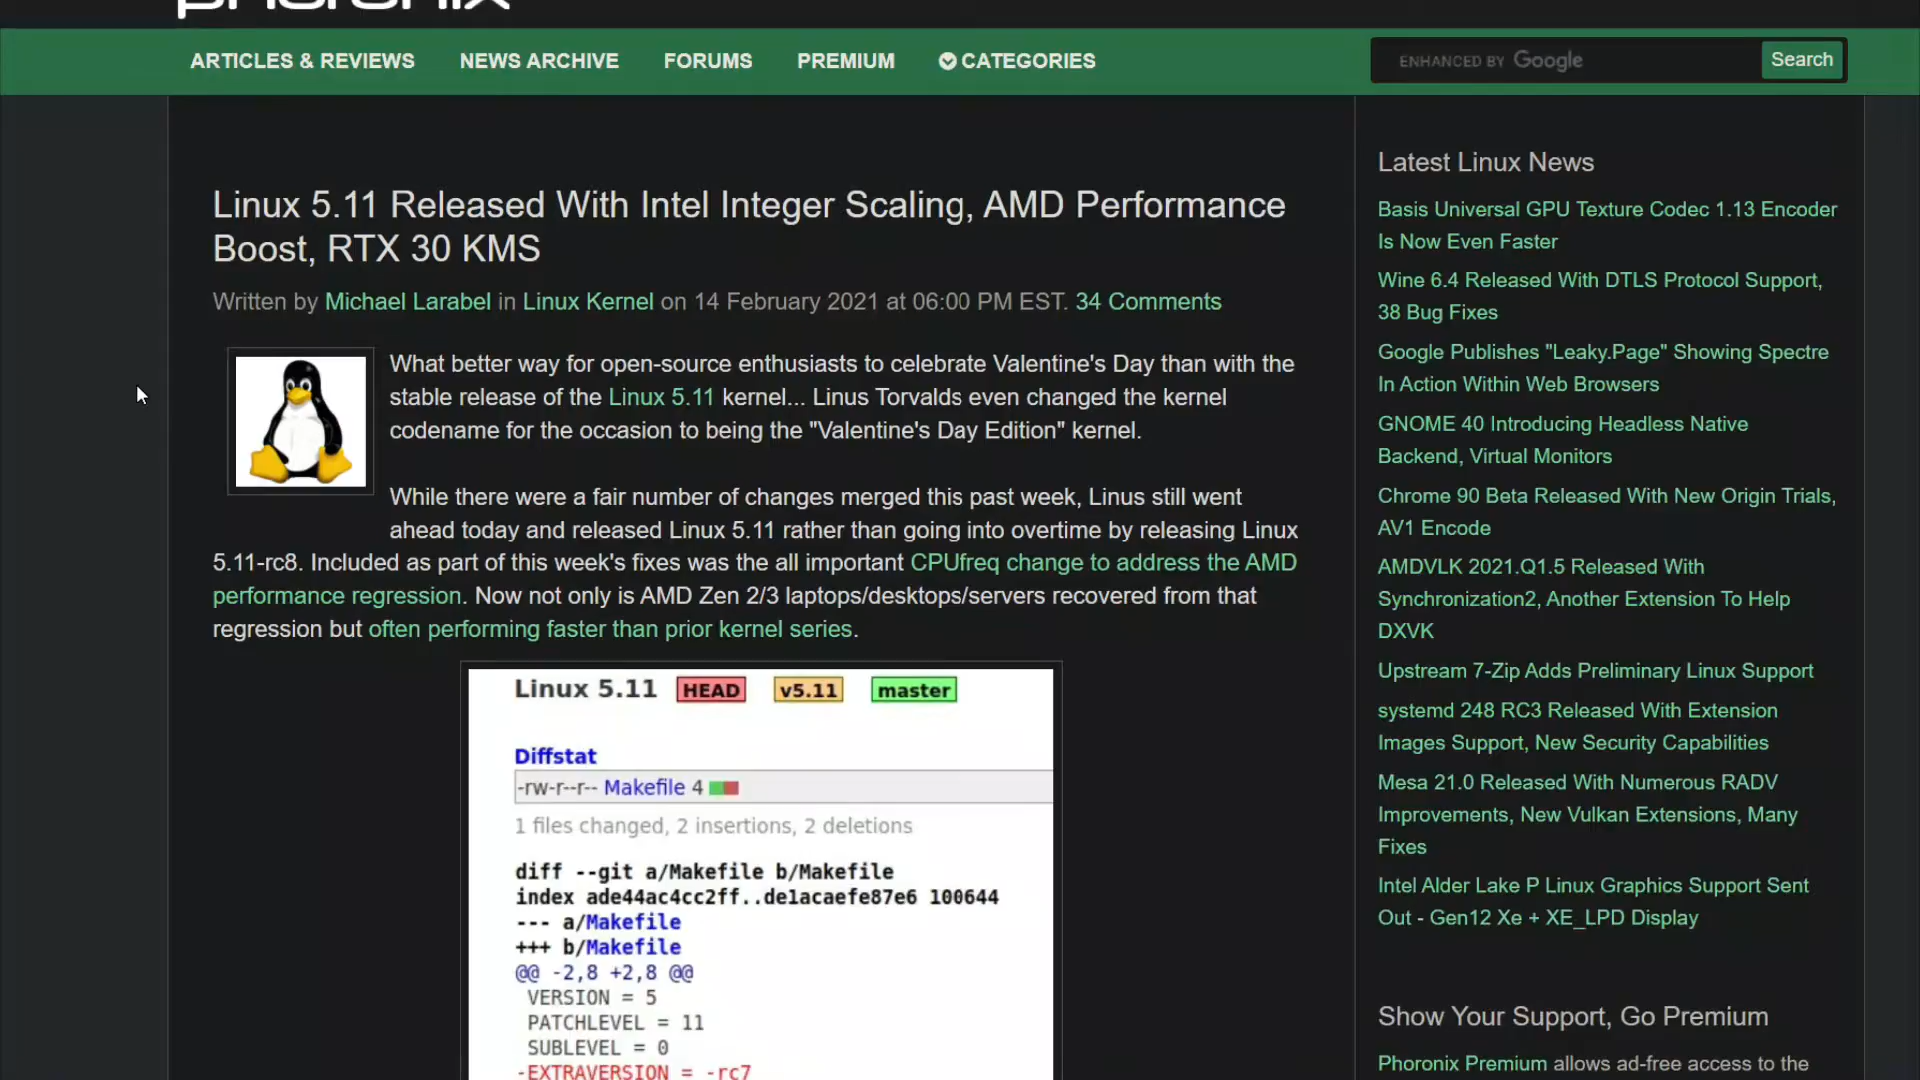 phoronix
ARTICLES & REVIEWS NEWS ARCHIVE FORUMS PREMIUM CATEGORIES
ENHANCED BY Google Search
Linux 5.11 Released With Intel Integer Scaling, AMD Performance
Boost, RTX 30 KMS
Written by Michael Larabel in Linux Kernel on 14 February 2021 at 06:00 PM EST. 34 Comments
What better way for open-source enthusiasts to celebrate Valentine's Day than with the
stable release of the Linux 5.11 kernel... Linus Torvalds even changed the kernel
codename for the occasion to being the "Valentine's Day Edition" kernel.
While there were a fair number of changes merged this past week, Linus still went
ahead today and released Linux 5.11 rather than going into overtime by releasing Linux
5.11-rc8. Included as part of this week's fixes was the all important CPUfreq change to address the AMD
performance regression. Now not only is AMD Zen 2/3 laptops/desktops/servers recovered from that
regression but often performing faster than prior kernel series.
Linux 5.11 HEAD v5.11 master
Diffstat
-rw-r--r-- Makefile 4
1 files changed, 2 insertions, 2 deletions
diff --git a/Makefile b/Makefile
index ade44ac4cc2ff..de1acaefe87e6 100644
--- a/Makefile
+++ b/Makefile
@@ -2,8 +2,8 @@
VERSION = 5
PATCHLEVEL = 11
SUBLEVEL = 0
-EXTRAVERSION = -rc7
Latest Linux News
Basis Universal GPU Texture Codec 1.13 Encoder
Is Now Even Faster
Wine 6.4 Released With DTLS Protocol Support,
38 Bug Fixes
Google Publishes "Leaky.Page" Showing Spectre
In Action Within Web Browsers
GNOME 40 Introducing Headless Native
Backend, Virtual Monitors
Chrome 90 Beta Released With New Origin Trials,
AV1 Encode
AMDVLK 2021.Q1.5 Released With
Synchronization2, Another Extension To Help
DXVK
Upstream 7-Zip Adds Preliminary Linux Support
systemd 248 RC3 Released With Extension
Images Support, New Security Capabilities
Mesa 21.0 Released With Numerous RADV
Improvements, New Vulkan Extensions, Many
Fixes
Intel Alder Lake P Linux Graphics Support Sent
Out - Gen12 Xe + XE_LPD Display
Show Your Support, Go Premium
Phoronix Premium allows ad-free access to the